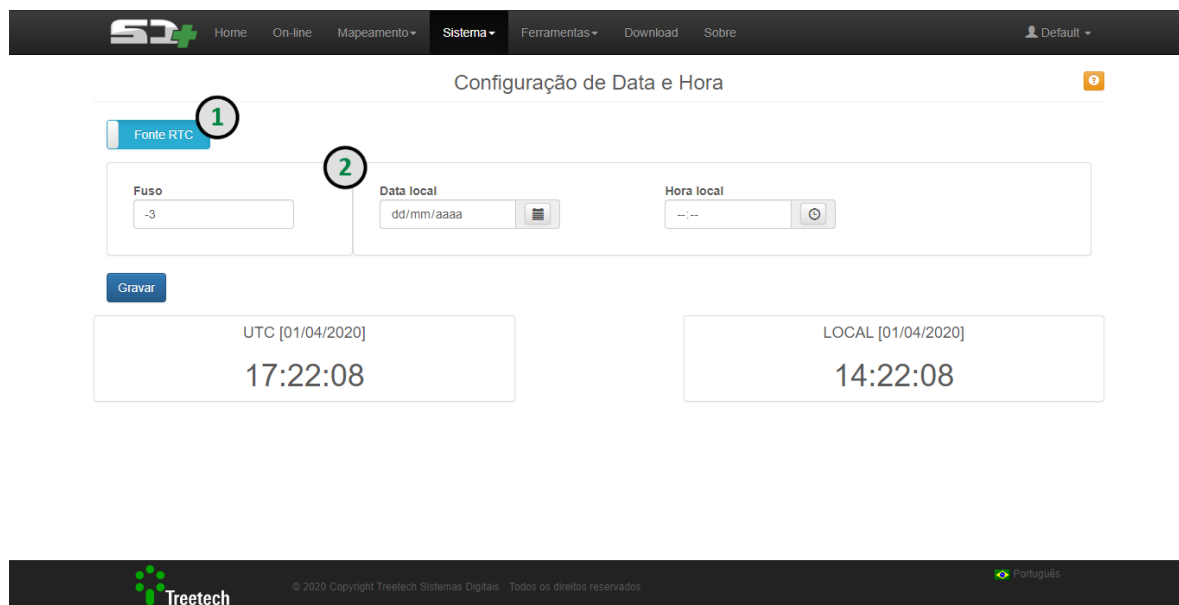 SD+ Home On-line Mapeamento Sistema Ferramentas Download Sobre Default
Configuração de Data e Hora
?
1
Fonte RTC
2
Fuso Data local Hora local
-3 dd/mm/aaaa --:--
Gravar
UTC [01/04/2020] LOCAL [01/04/2020]
17:22:08 14:22:08
Português
© 2020 Copyright Treetech Sistemas Digitais - Todos os direitos reservados.
Treetech